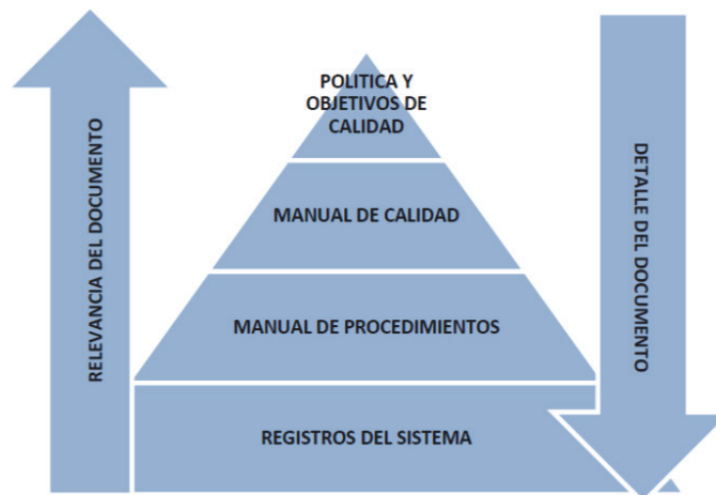 POLITICA Y
OBJETIVOS DE
CALIDAD
RELEVANCIA DEL DOCUMENTO
DETALLE DEL DOCUMENTO
MANUAL DE CALIDAD
MANUAL DE PROCEDIMIENTOS
REGISTROS DEL SISTEMA